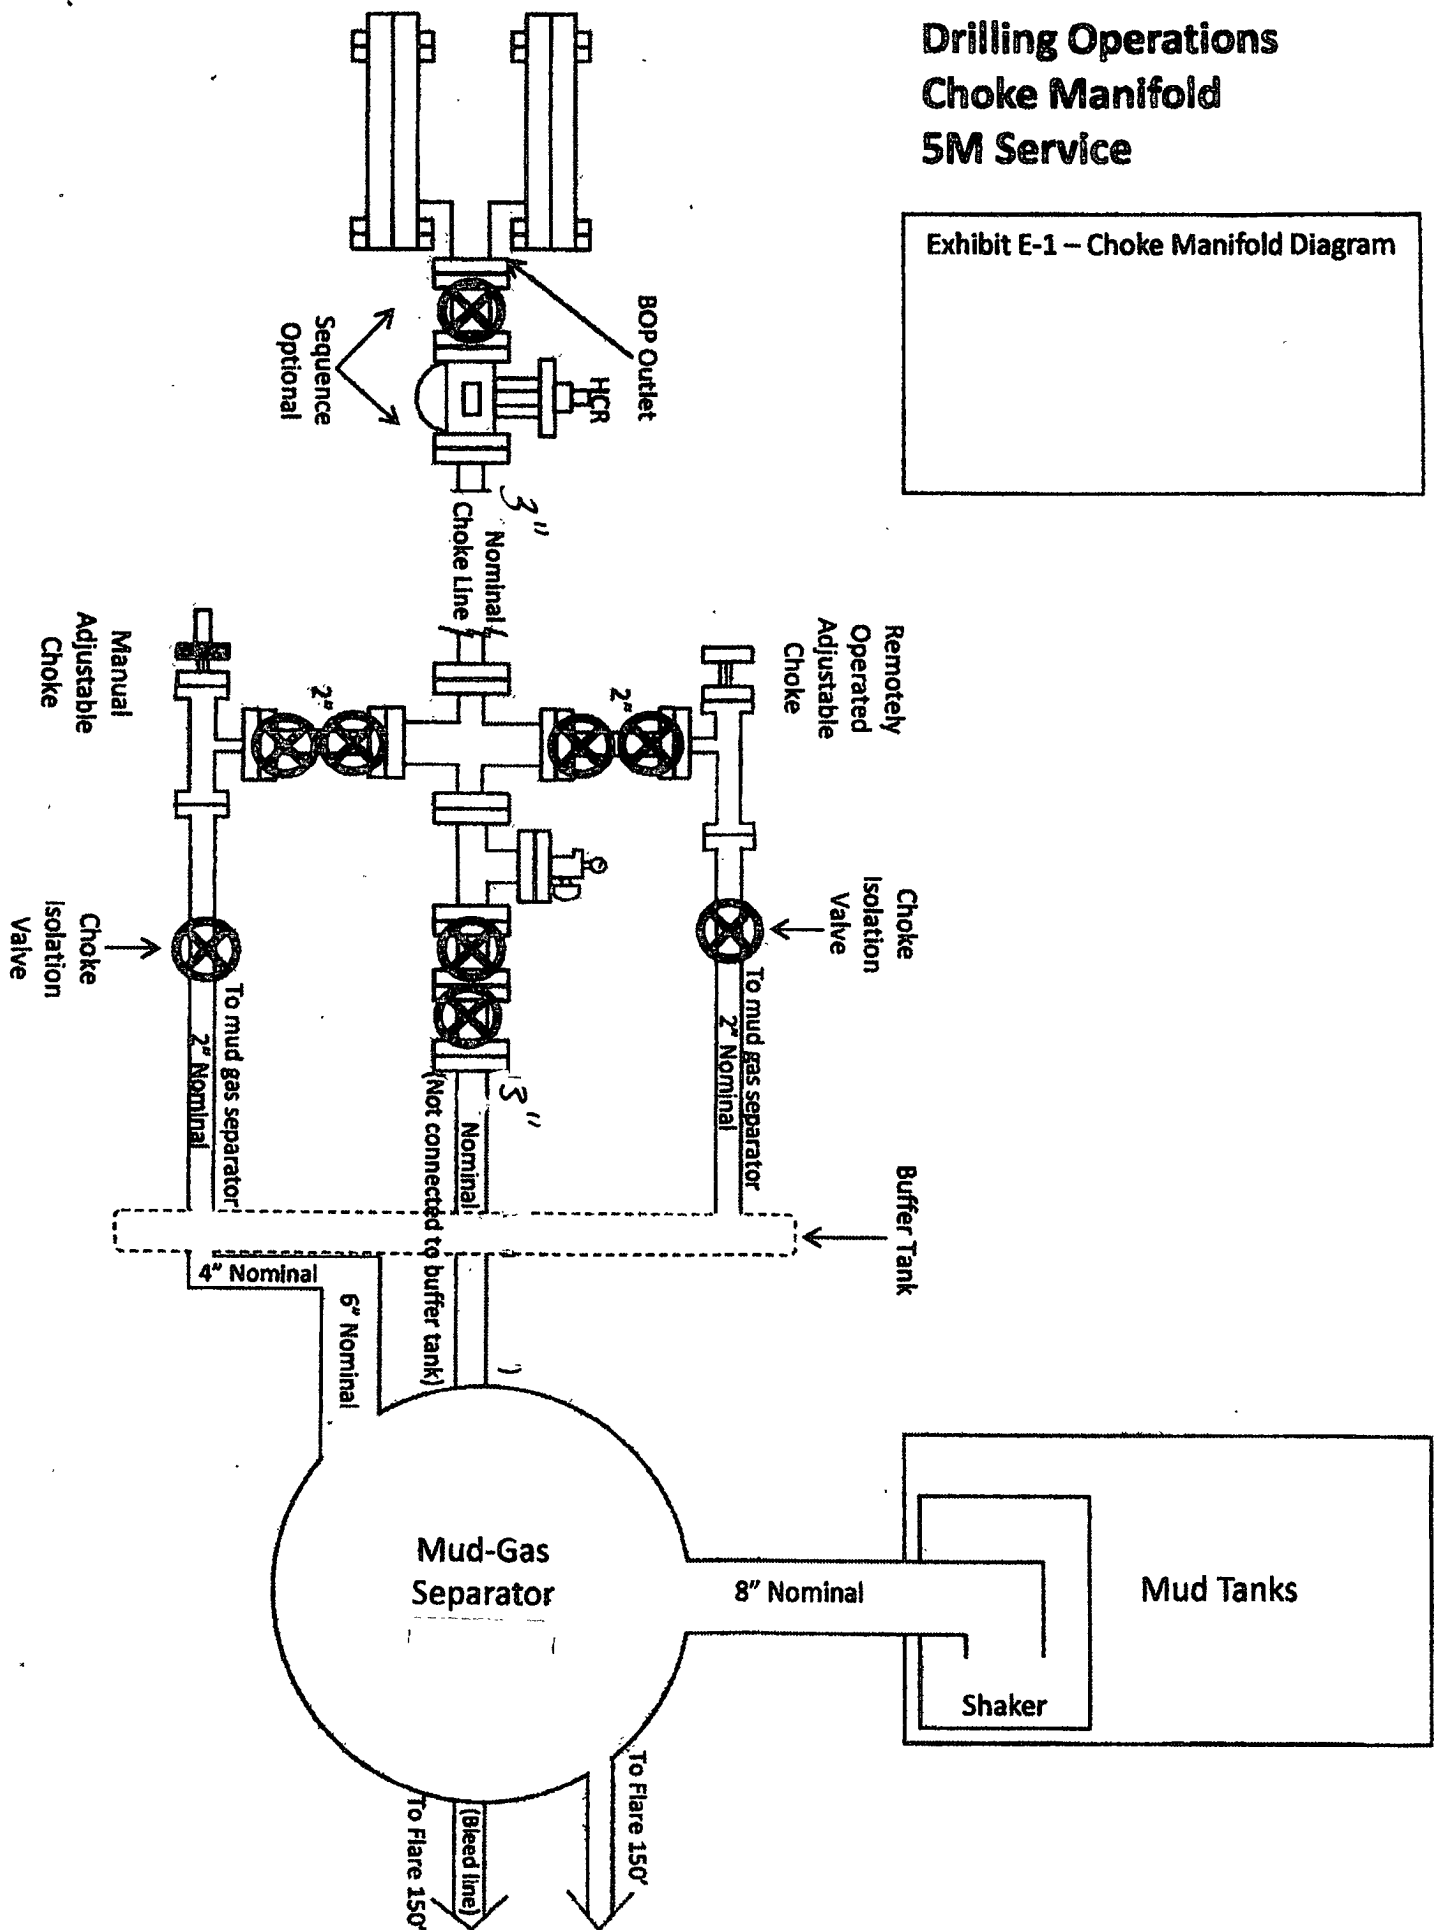 Drilling Operations
Choke Manifold
5M Service
Exhibit E-1 – Choke Manifold Diagram
BOP Outlet
HCR
Sequence
Optional
3"
Nominal
Choke Line
Remotely
Operated
Adjustable
Choke
Manual
Adjustable
Choke
2"
2"
Choke
Isolation
Valve
Choke
Isolation
Valve
To mud gas separator
2" Nominal
To mud gas separator
2" Nominal
3"
Nominal
(Not connected to buffer tank)
Buffer Tank
4" Nominal
6" Nominal
Mud-Gas
Separator
8" Nominal
Mud Tanks
Shaker
To Flare 150'
(Bleed line)
To Flare 150'